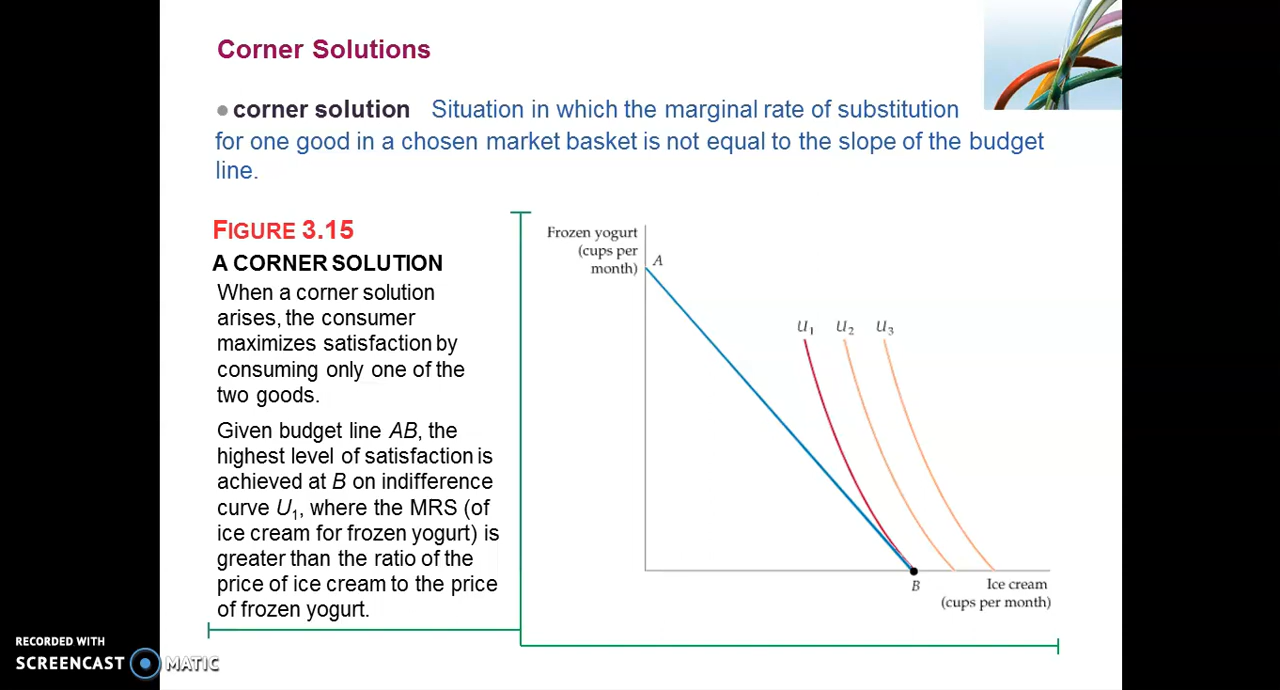 Corner Solutions
● corner solution Situation in which the marginal rate of substitution
for one good in a chosen market basket is not equal to the slope of the budget
line.
FIGURE 3.15
A CORNER SOLUTION
When a corner solution
arises, the consumer
maximizes satisfaction by
consuming only one of the
two goods.
Given budget line AB, the
highest level of satisfaction is
achieved at B on indifference
curve U1, where the MRS (of
ice cream for frozen yogurt) is
greater than the ratio of the
price of ice cream to the price
of frozen yogurt.
Frozen yogurt
(cups per
month)
A
U1 U2 U3
B
Ice cream
(cups per month)
RECORDED WITH
SCREENCAST MATIC